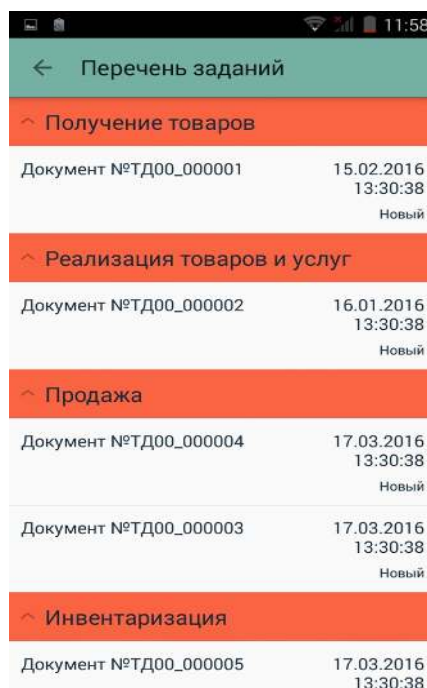 11:58
Перечень заданий
Получение товаров
Документ №ТД00_000001 15.02.2016
13:30:38
Новый
Реализация товаров и услуг
Документ №ТД00_000002 16.01.2016
13:30:38
Новый
Продажа
Документ №ТД00_000004 17.03.2016
13:30:38
Новый
Документ №ТД00_000003 17.03.2016
13:30:38
Новый
Инвентаризация
Документ №ТД00_000005 17.03.2016
13:30:38